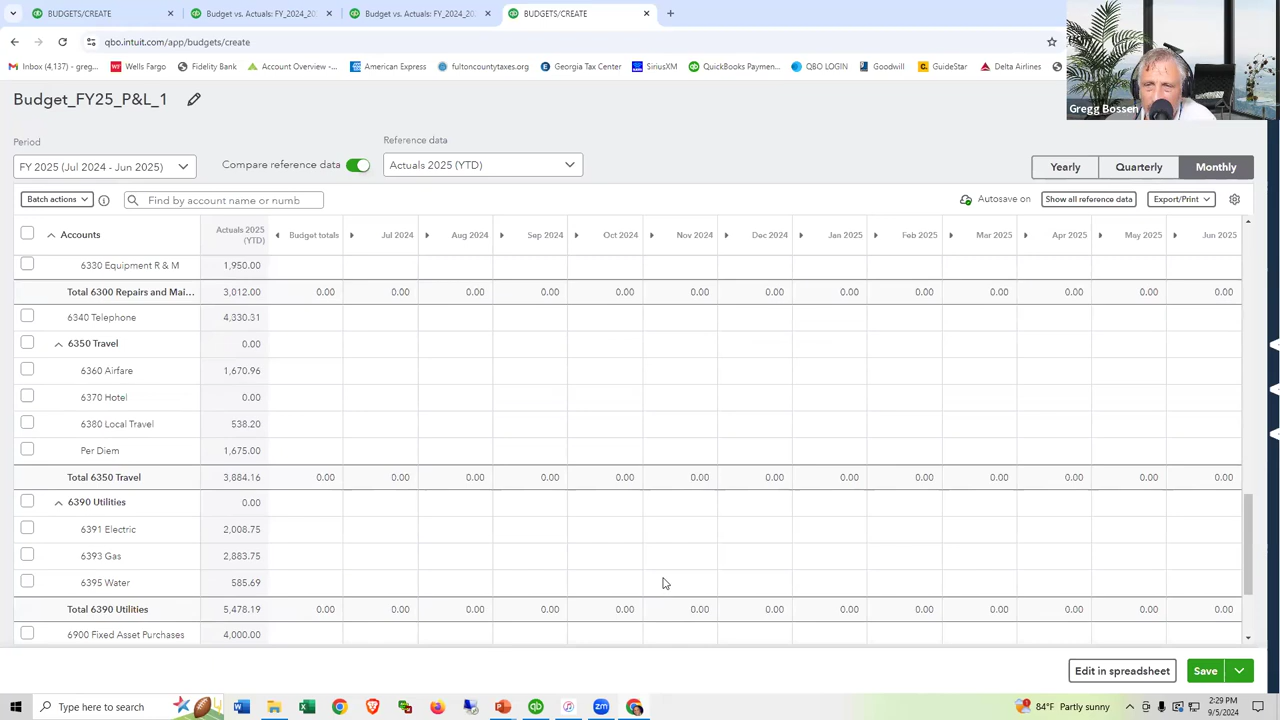 BUDGETS/CREATE
Budget vs. Actuals: FY_2024_20
Budget vs. Actuals: FY_2024_20
BUDGETS/CREATE
qbo.intuit.com/app/budgets/create
Inbox (4,137) - greg...
Wells Fargo
Fidelity Bank
Account Overview -...
American Express
fultoncountytaxes.org
Georgia Tax Center
SiriusXM
QuickBooks Paymen...
QBO LOGIN
Goodwill
GuideStar
Delta Airlines
Gregg Bossen
Budget_FY25_P&L_1
Period
Reference data
FY 2025 (Jul 2024 - Jun 2025)
Compare reference data
Actuals 2025 (YTD)
Yearly
Quarterly
Monthly
Batch actions
Find by account name or numb
Autosave on
Show all reference data
Export/Print
Accounts Actuals 2025 (YTD) Budget totals Jul 2024 Aug 2024 Sep 2024 Oct 2024 Nov 2024 Dec 2024 Jan 2025 Feb 2025 Mar 2025 Apr 2025 May 2025 Jun 2025
6330 Equipment R & M 1,950.00
Total 6300 Repairs and Mai... 3,012.00 0.00 0.00 0.00 0.00 0.00 0.00 0.00 0.00 0.00 0.00 0.00 0.00 0.00
6340 Telephone 4,330.31
6350 Travel 0.00
6360 Airfare 1,670.96
6370 Hotel 0.00
6380 Local Travel 538.20
Per Diem 1,675.00
Total 6350 Travel 3,884.16 0.00 0.00 0.00 0.00 0.00 0.00 0.00 0.00 0.00 0.00 0.00 0.00 0.00
6390 Utilities 0.00
6391 Electric 2,008.75
6393 Gas 2,883.75
6395 Water 585.69
Total 6390 Utilities 5,478.19 0.00 0.00 0.00 0.00 0.00 0.00 0.00 0.00 0.00 0.00 0.00 0.00 0.00
6900 Fixed Asset Purchases 4,000.00
Edit in spreadsheet
Save
Type here to search
84°F Partly sunny
2:29 PM
9/5/2024